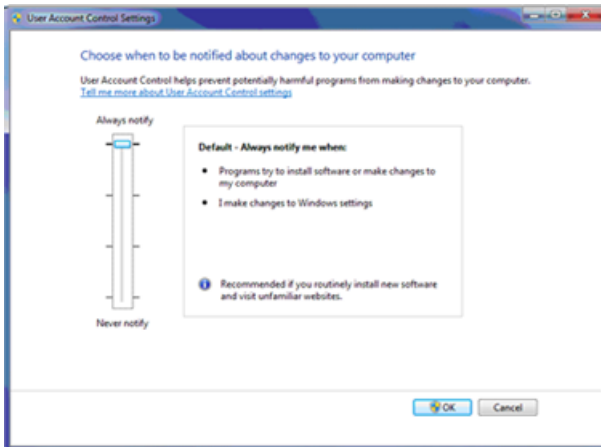 User Account Control Settings
Choose when to be notified about changes to your computer
User Account Control helps prevent potentially harmful programs from making changes to your computer.
Tell me more about User Account Control settings
Always notify
Default - Always notify me when:
• Programs try to install software or make changes to
my computer
• I make changes to Windows settings
Recommended if you routinely install new software
and visit unfamiliar websites.
Never notify
OK
Cancel